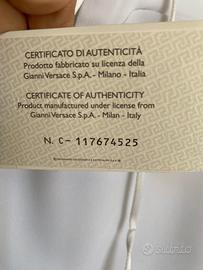 CERTIFICATO DI AUTENTICITÀ
Prodotto fabbricato su licenza della
Gianni Versace S.p.A. - Milano - Italia
CERTIFICATE OF AUTHENTICITY
Product manufactured under license from
Gianni Versace S.p.A. - Milan - Italy
N. C- 117674525
subito